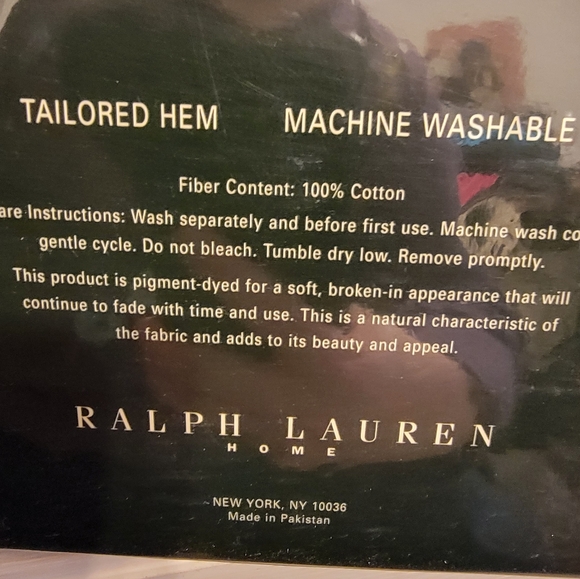 TAILORED HEM MACHINE WASHABLE
Fiber Content: 100% Cotton
are Instructions: Wash separately and before first use. Machine wash co
gentle cycle. Do not bleach. Tumble dry low. Remove promptly.
This product is pigment-dyed for a soft, broken-in appearance that will
continue to fade with time and use. This is a natural characteristic of
the fabric and adds to its beauty and appeal.
RALPH LAUREN
HOME
NEW YORK, NY 10036
Made in Pakistan